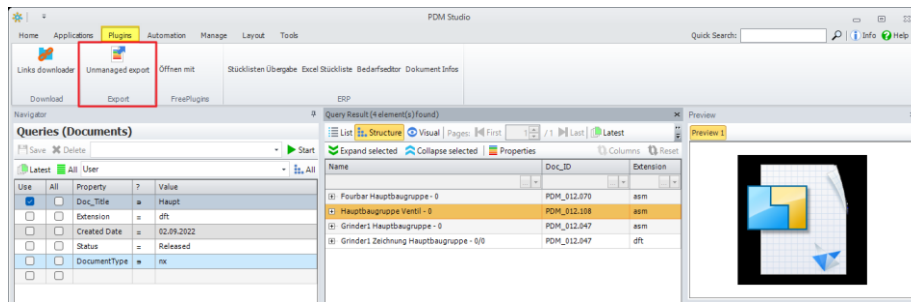 PDM Studio
Home Applications Plugins Automation Manage Layout Tools Quick Search: Info Help
Links downloader Unmanaged export Öffnen mit Stücklisten Übergabe Excel Stückliste Bedarfseditor Dokument Infos
Download Export FreePlugins ERP
Navigator Query Result (4 element(s) found) Preview
Queries (Documents) List Structure Visual Pages: First 1 / 1 Last Latest Preview 1
Save Delete Start Expand selected Collapse selected Properties Columns Reset
Latest All User All Name Doc_ID Extension
Use All Property ? Value
Doc_Title = Haupt Fourbar Hauptbaugruppe - 0 PDM_012.070 asm
Extension = dft Hauptbaugruppe Ventil - 0 PDM_012.108 asm
Created Date = 02.09.2022 Grinder1 Hauptbaugruppe - 0 PDM_012.047 asm
Status = Released Grinder1 Zeichnung Hauptbaugruppe - 0/0 PDM_012.047 dft
DocumentType = nx